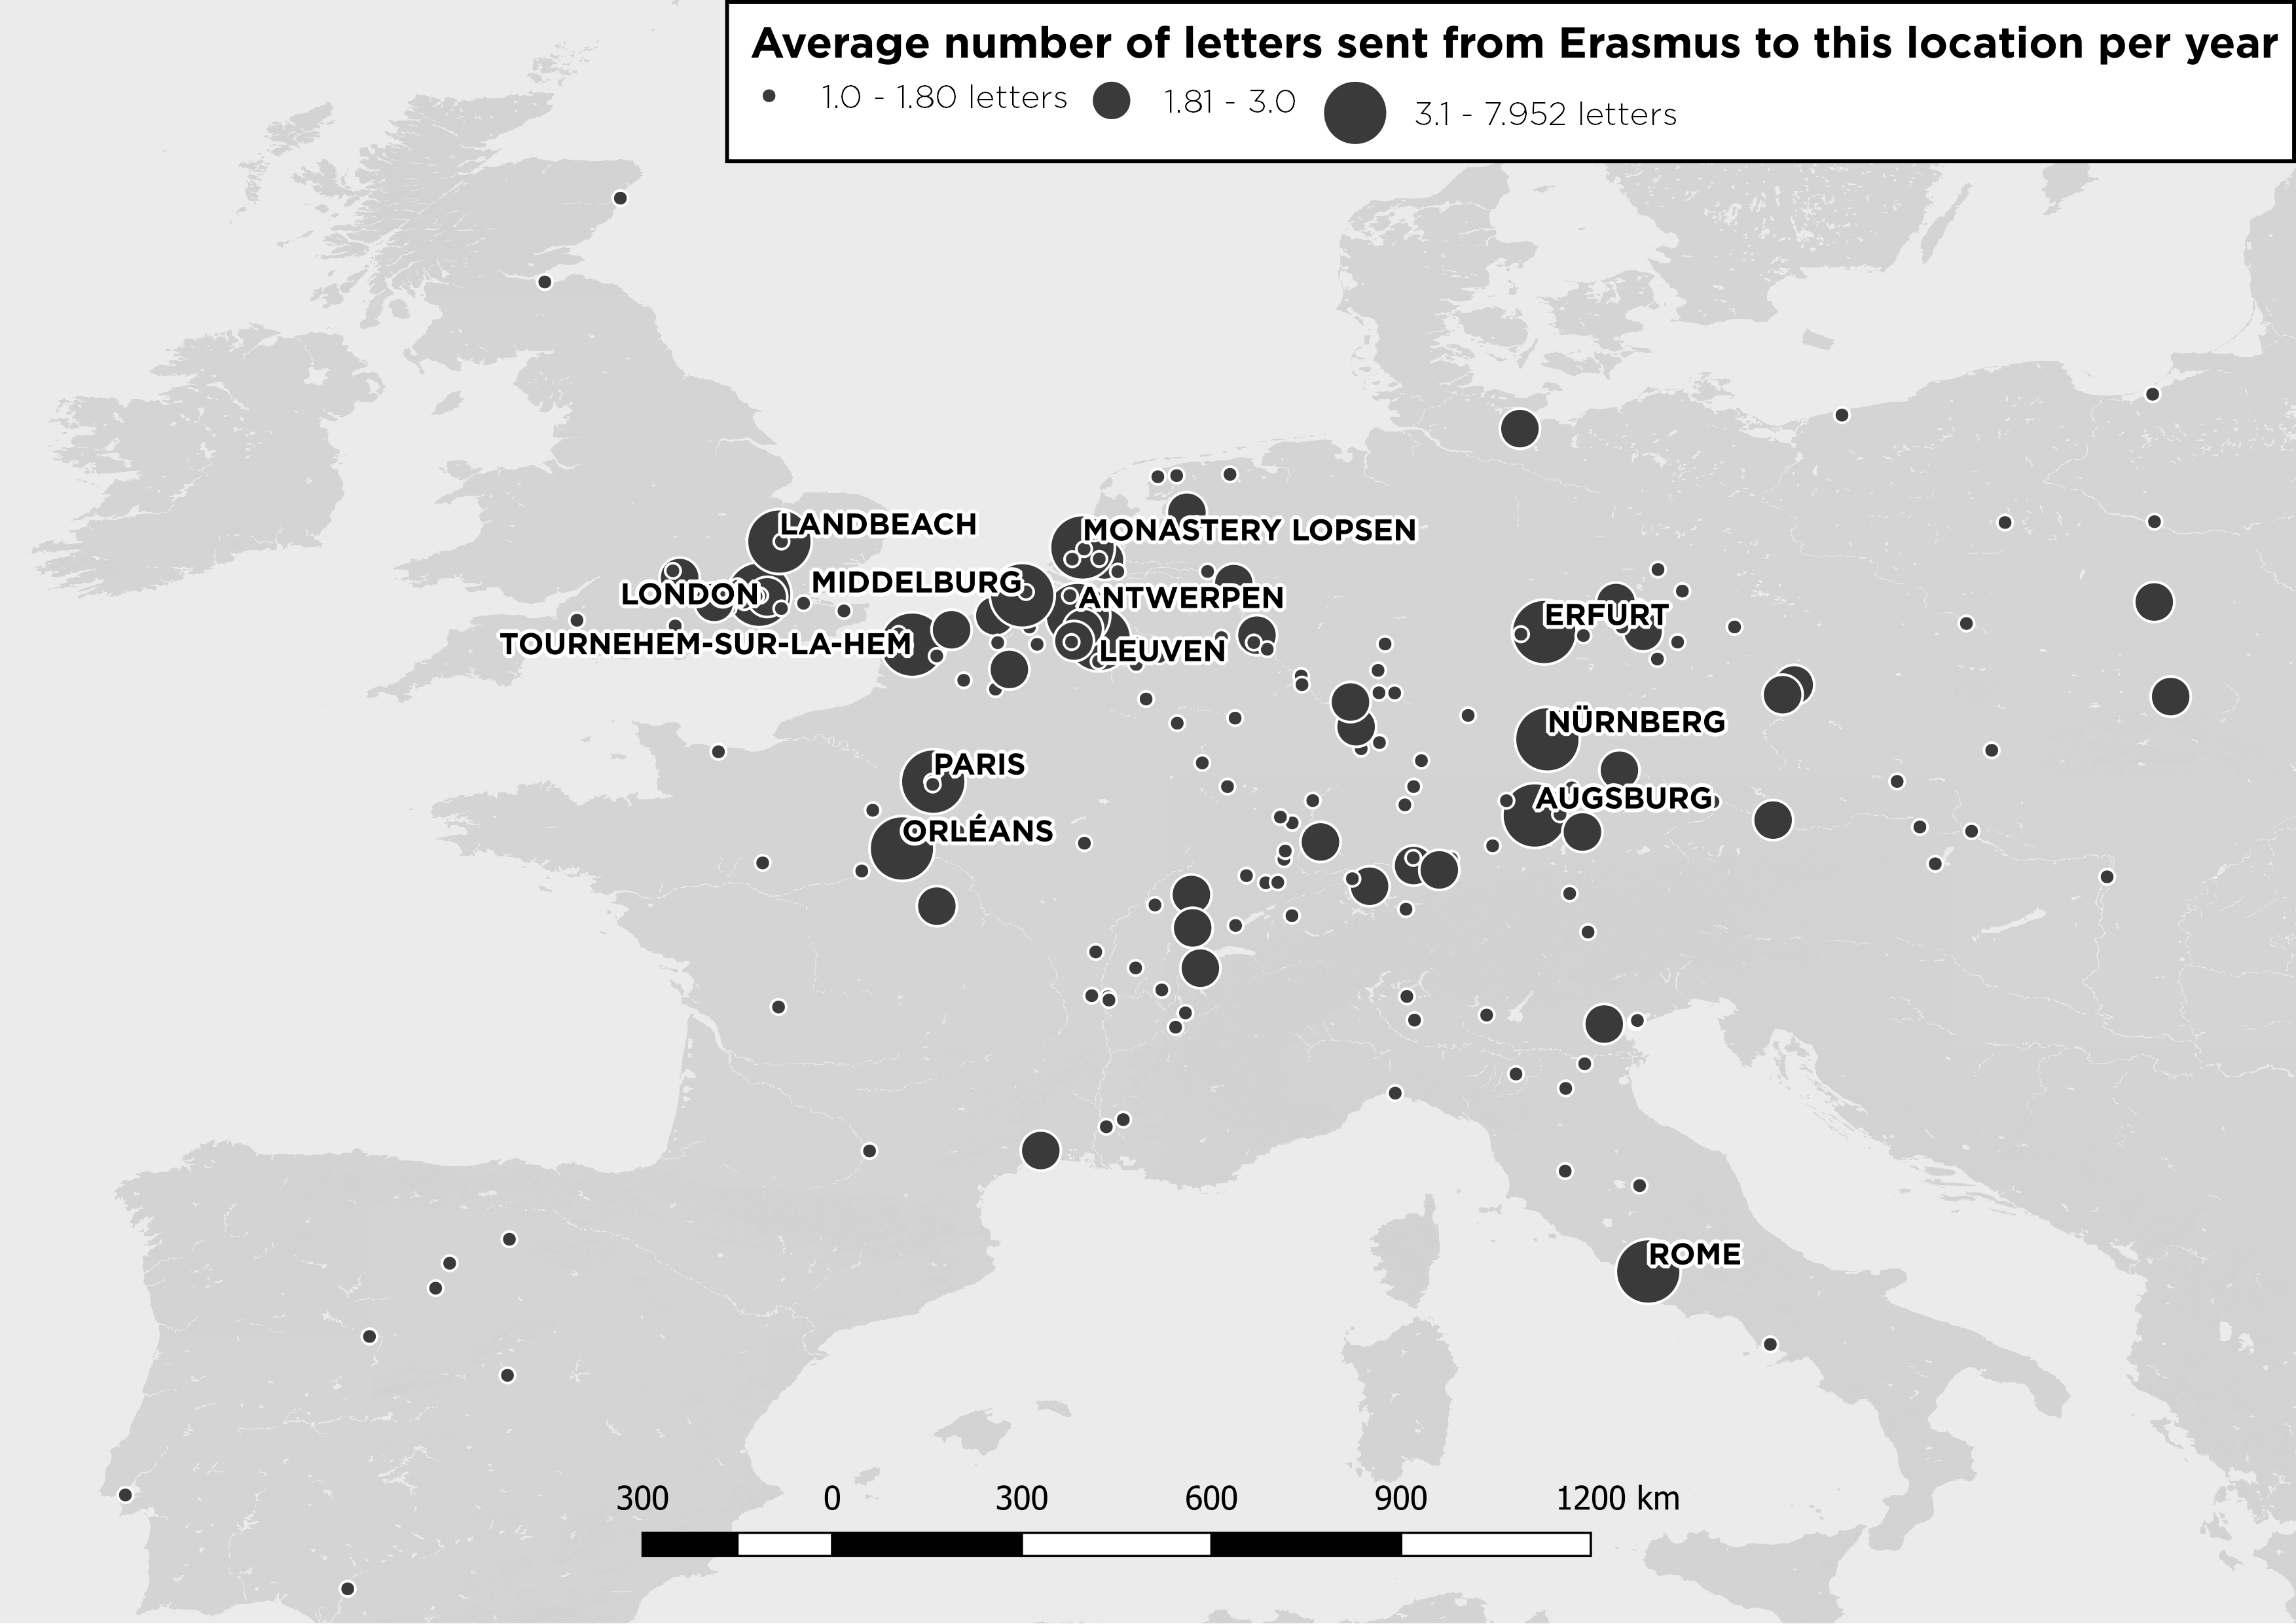 Average number of letters sent from Erasmus to this location per year
1.0 - 1.80 letters 1.81 - 3.0 3.1 - 7.952 letters
LANDBEACH
MONASTERY LOPSEN
MIDDELBURG
LONDON
ANTWERPEN
ERFURT
TOURNEHEM-SUR-LA-HEM
LEUVEN
NÜRNBERG
PARIS
AUGSBURG
ORLÉANS
ROME
300 0 300 600 900 1200 km